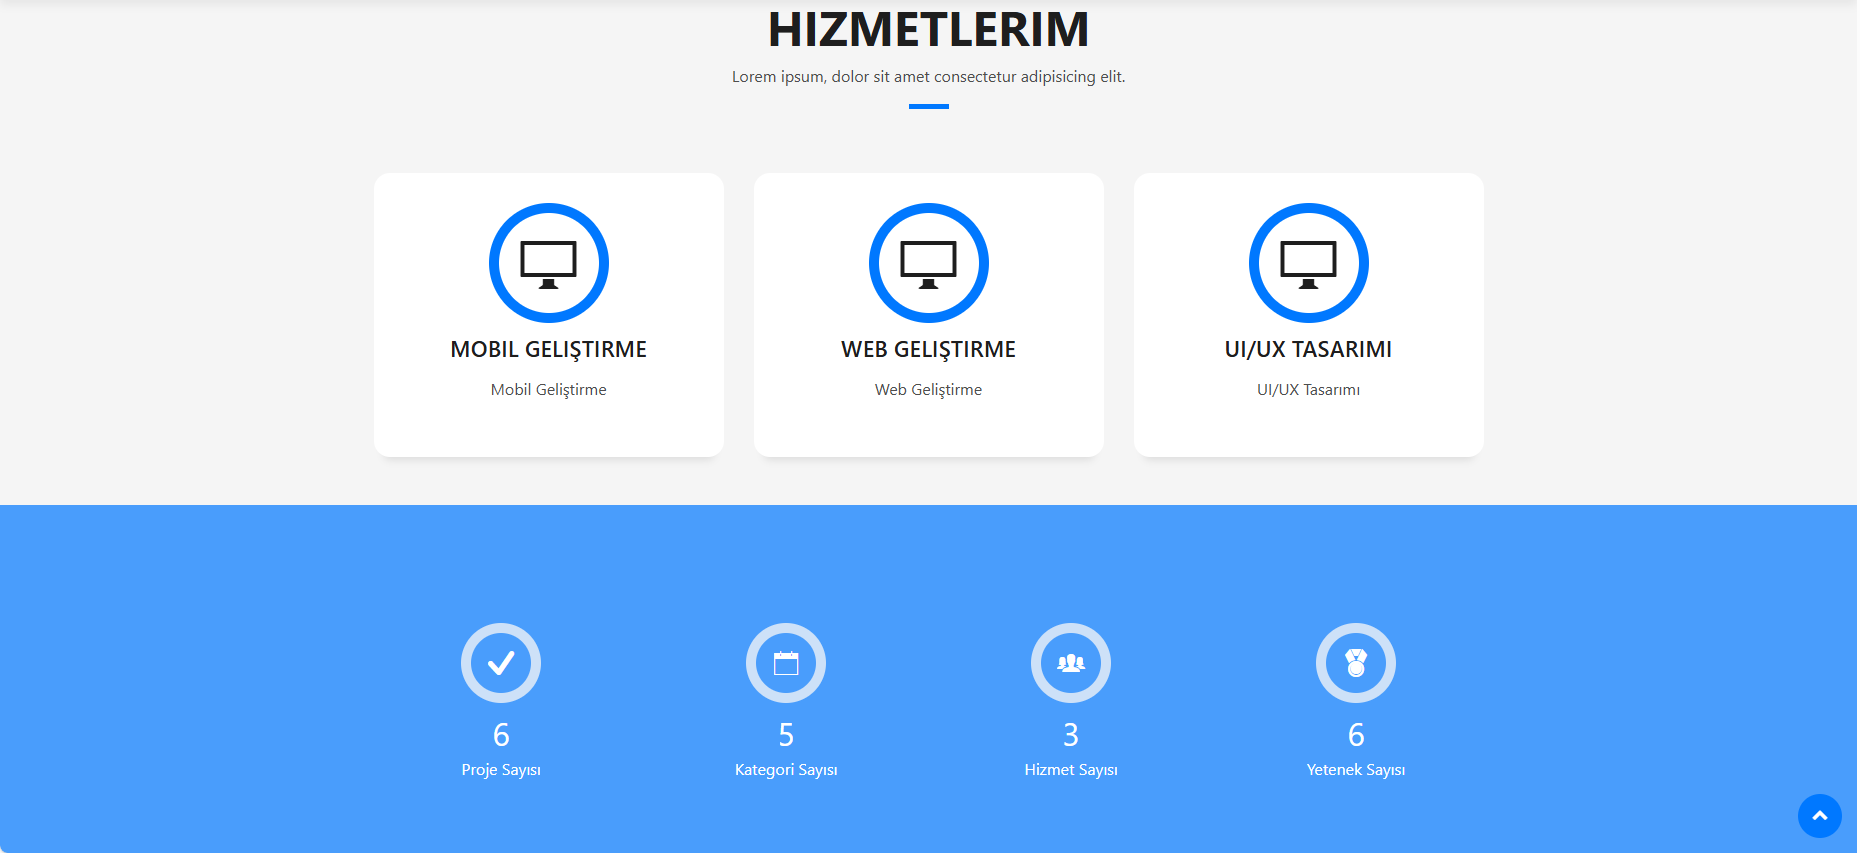 HIZMETLERIM
Lorem ipsum, dolor sit amet consectetur adipisicing elit.
MOBIL GELIŞTIRME
Mobil Geliştirme
WEB GELIŞTIRME
Web Geliştirme
UI/UX TASARIMI
UI/UX Tasarımı
6
Proje Sayısı
5
Kategori Sayısı
3
Hizmet Sayısı
6
Yetenek Sayısı